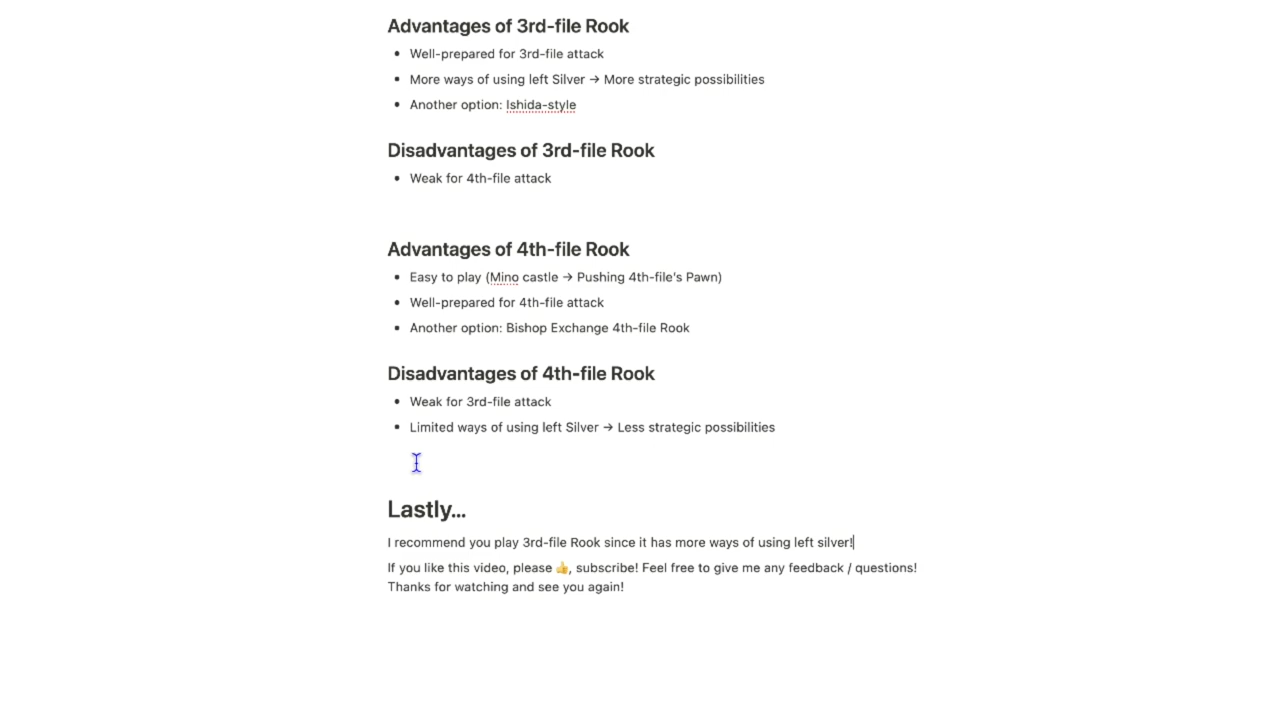 Advantages of 3rd-file Rook
• Well-prepared for 3rd-file attack
• More ways of using left Silver → More strategic possibilities
• Another option: Ishida-style
Disadvantages of 3rd-file Rook
• Weak for 4th-file attack
Advantages of 4th-file Rook
• Easy to play (Mino castle → Pushing 4th-file's Pawn)
• Well-prepared for 4th-file attack
• Another option: Bishop Exchange 4th-file Rook
Disadvantages of 4th-file Rook
• Weak for 3rd-file attack
• Limited ways of using left Silver → Less strategic possibilities
Lastly...
I recommend you play 3rd-file Rook since it has more ways of using left silver!
If you like this video, please 👍, subscribe! Feel free to give me any feedback / questions!
Thanks for watching and see you again!